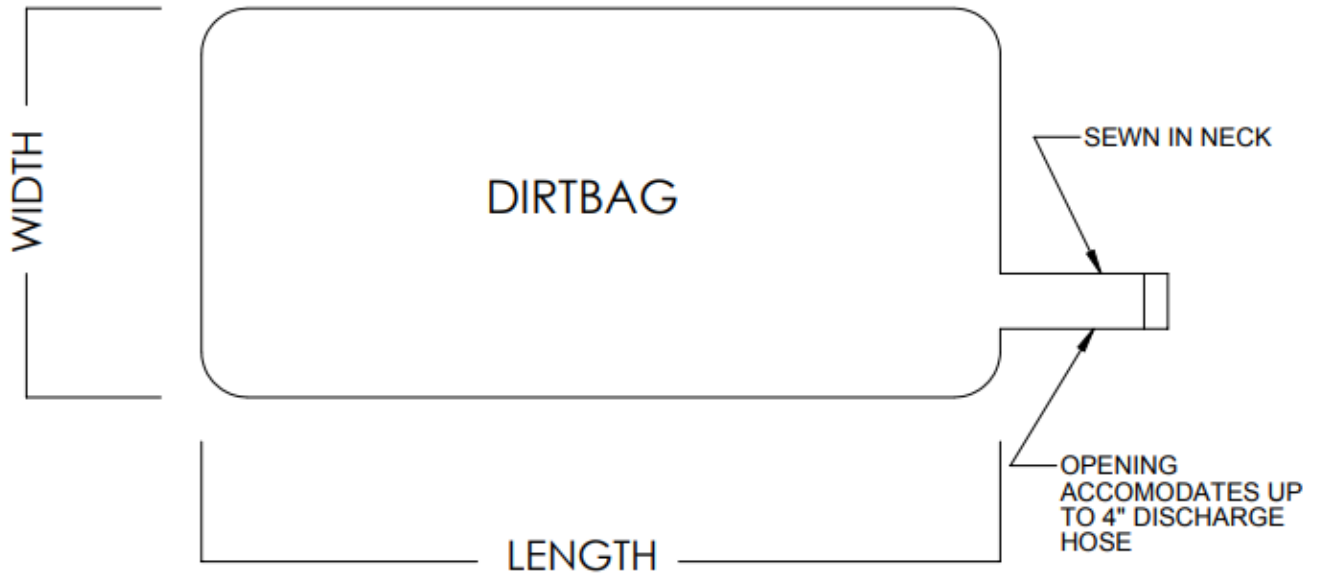 WIDTH
DIRTBAG
SEWN IN NECK
OPENING
ACCOMODATES UP
TO 4" DISCHARGE
HOSE
LENGTH